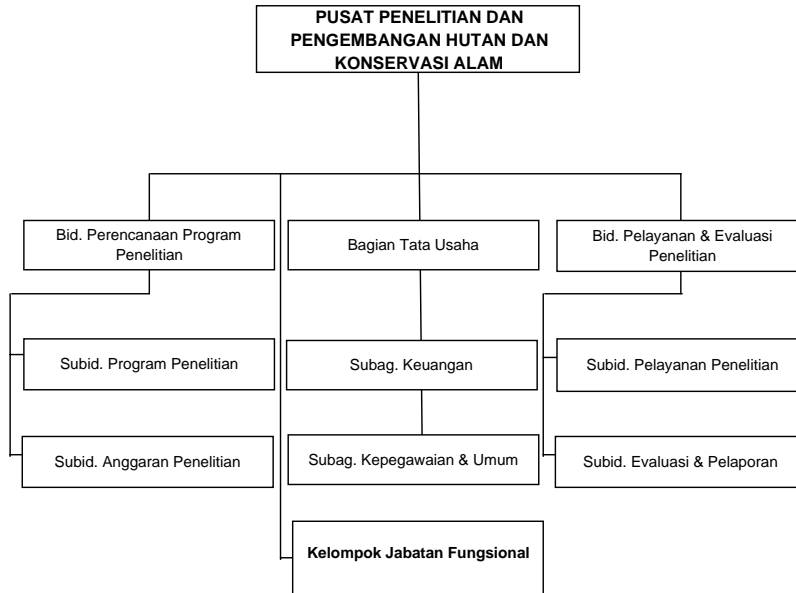 PUSAT PENELITIAN DAN
PENGEMBANGAN HUTAN DAN
KONSERVASI ALAM
Bid. Perencanaan Program
Penelitian
Bagian Tata Usaha
Bid. Pelayanan & Evaluasi
Penelitian
Subid. Program Penelitian
Subag. Keuangan
Subid. Pelayanan Penelitian
Subid. Anggaran Penelitian
Subag. Kepegawaian & Umum
Subid. Evaluasi & Pelaporan
Kelompok Jabatan Fungsional